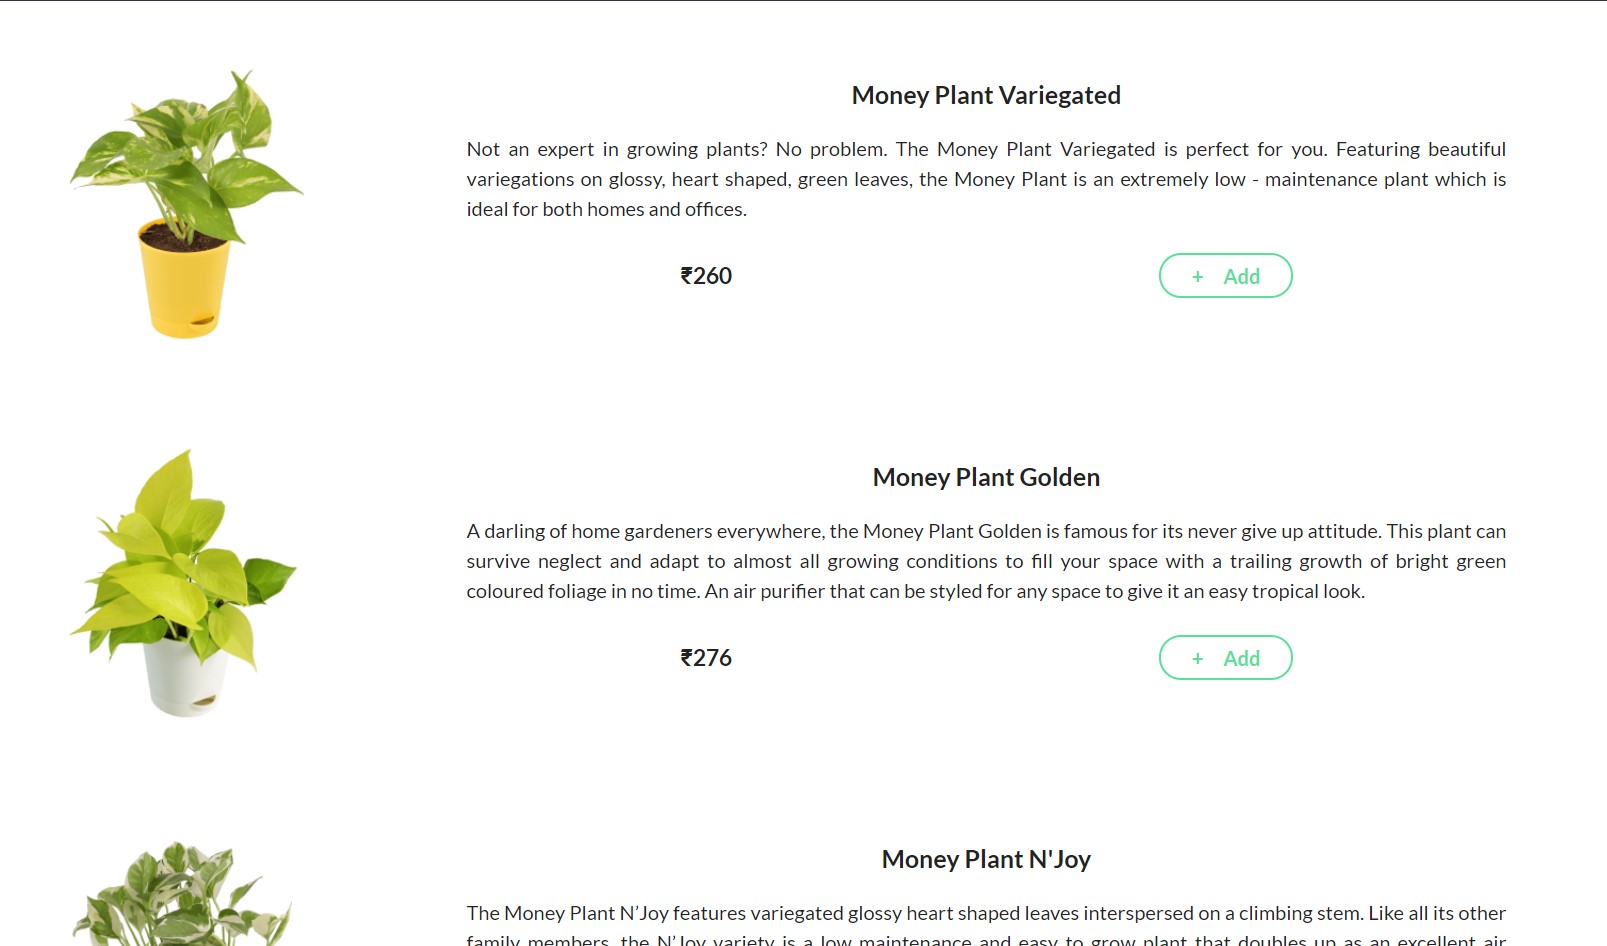 Money Plant Variegated
Not an expert in growing plants? No problem. The Money Plant Variegated is perfect for you. Featuring beautiful
variegations on glossy, heart shaped, green leaves, the Money Plant is an extremely low - maintenance plant which is
ideal for both homes and offices.
₹260
+ Add
Money Plant Golden
A darling of home gardeners everywhere, the Money Plant Golden is famous for its never give up attitude. This plant can
survive neglect and adapt to almost all growing conditions to fill your space with a trailing growth of bright green
coloured foliage in no time. An air purifier that can be styled for any space to give it an easy tropical look.
₹276
+ Add
Money Plant N'Joy
The Money Plant N’Joy features variegated glossy heart shaped leaves interspersed on a climbing stem. Like all its other
family members, the N’Joy variety is a low maintenance and easy to grow plant that doubles up as an excellent air